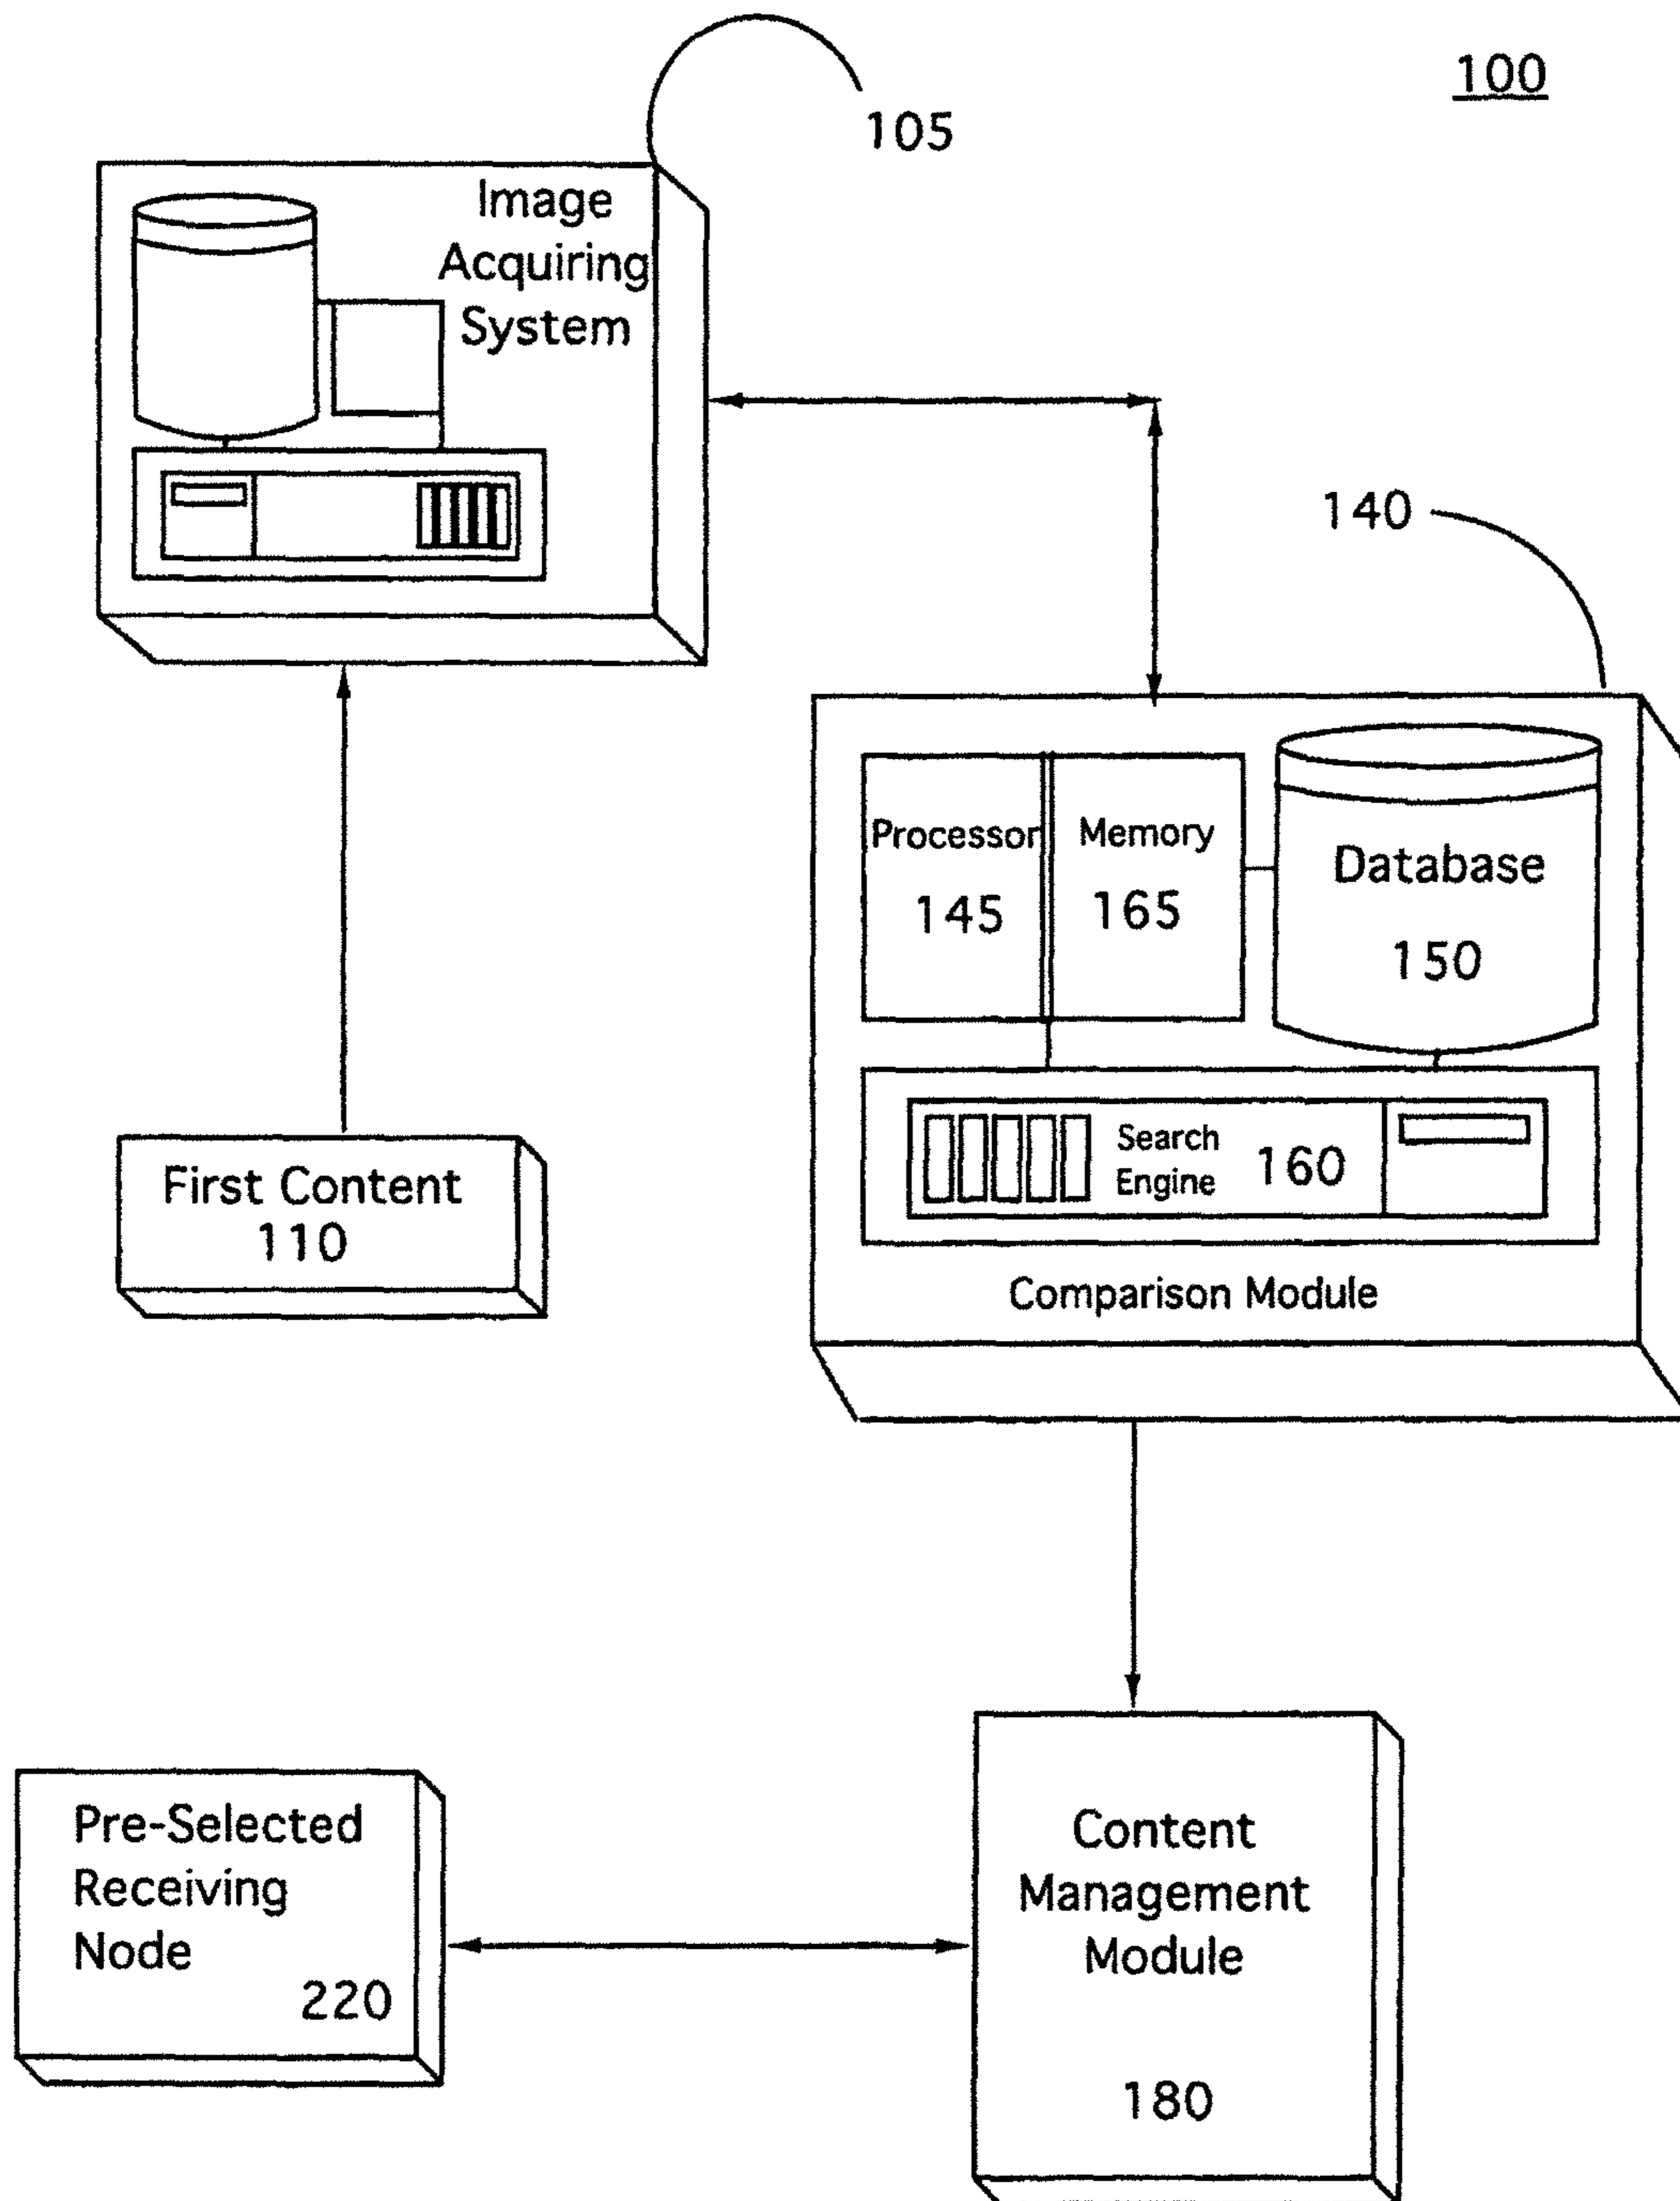 100
105
Image
Acquiring
System
140
Processor
145
Memory
165
Database
150
First Content
110
Search
Engine
160
Comparison Module
Pre-Selected
Receiving
Node
220
Content
Management
Module
180